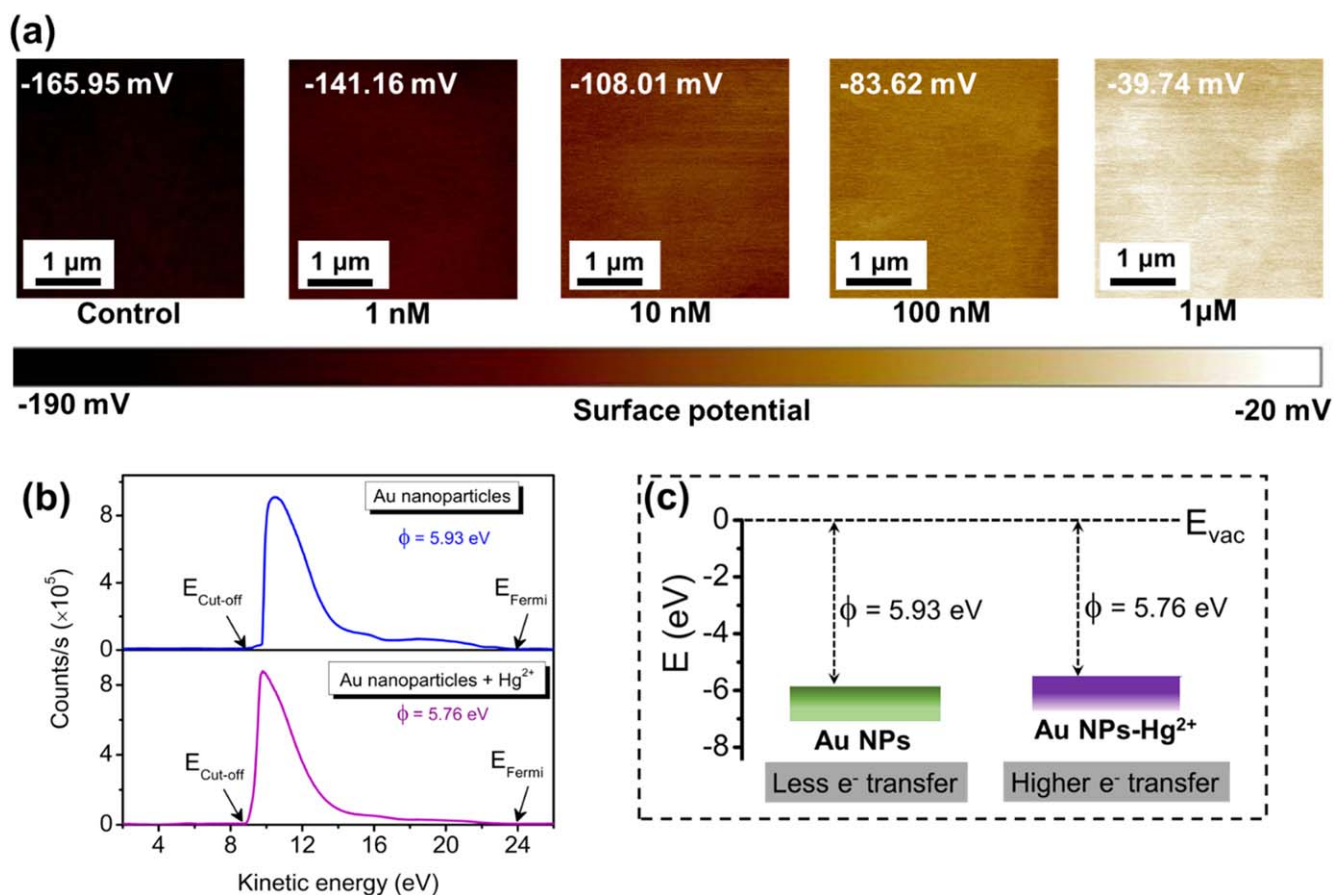 (a)
-165.95 mV -141.16 mV -108.01 mV -83.62 mV -39.74 mV
1 μm 1 μm 1 μm 1 μm 1 μm
Control 1 nM 10 nM 100 nM 1μM
-190 mV Surface potential -20 mV
(b)
Counts/s (×10⁵)
8
4
0
Au nanoparticles
ϕ = 5.93 eV
E_Cut-off
E_Fermi
8
4
0
Au nanoparticles + Hg²⁺
ϕ = 5.76 eV
E_Cut-off
E_Fermi
4 8 12 16 20 24
Kinetic energy (eV)
(c)
E (eV)
0
-2
-4
-6
-8
E_vac
ϕ = 5.93 eV
ϕ = 5.76 eV
Au NPs
Au NPs-Hg²⁺
Less e⁻ transfer
Higher e⁻ transfer